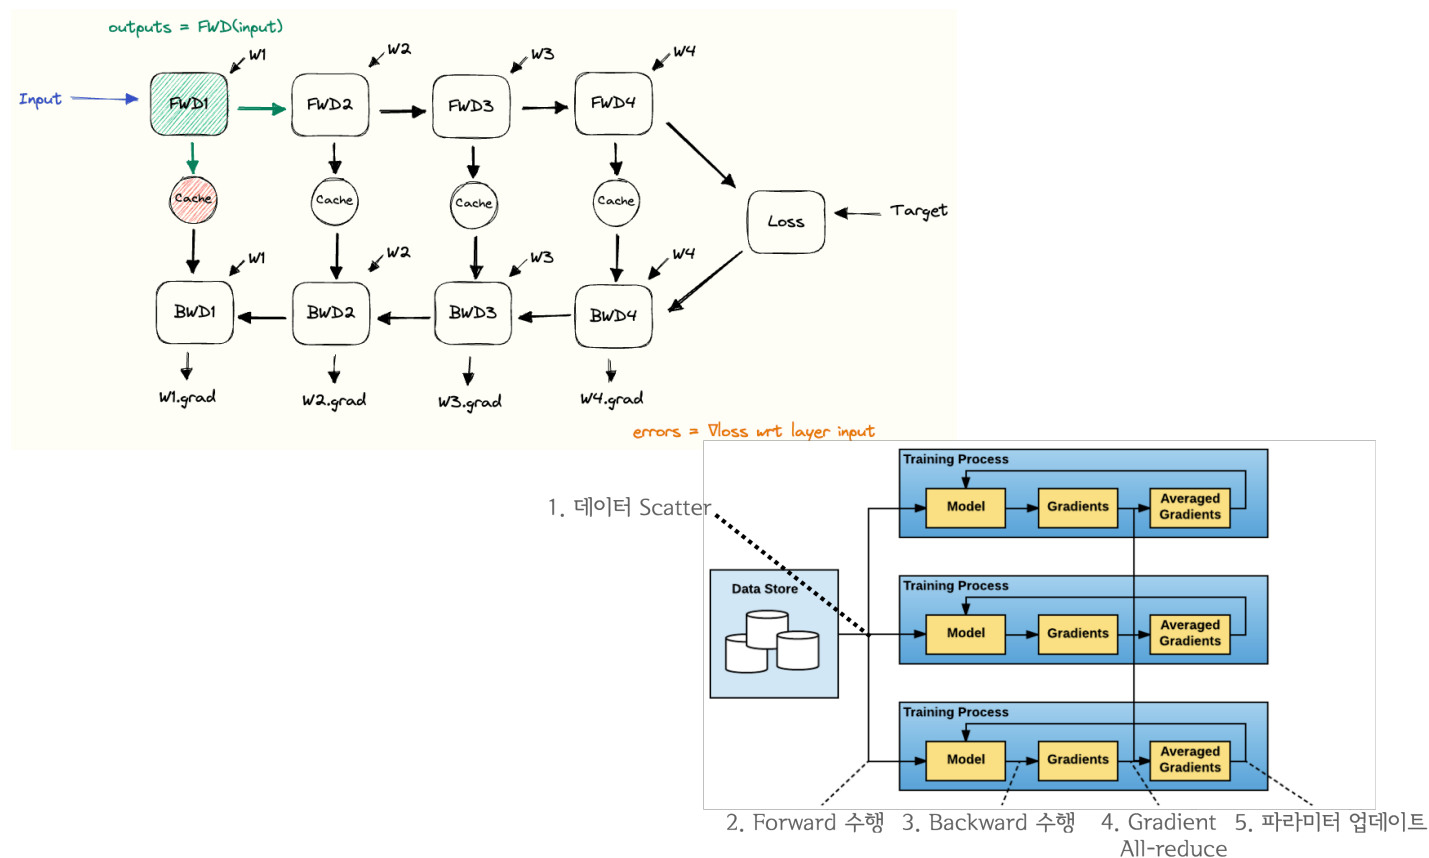 outputs = FWD(input)
W1
W2
W3
W4
Input
FWD1
FWD2
FWD3
FWD4
Cache
Cache
Cache
Cache
Loss
Target
W1
W2
W3
W4
BWD1
BWD2
BWD3
BWD4
W1.grad
W2.grad
W3.grad
W4.grad
errors = ∇loss wrt layer input
1. 데이터 Scatter
Data Store
Training Process
Model
Gradients
Averaged
Gradients
Training Process
Model
Gradients
Averaged
Gradients
Training Process
Model
Gradients
Averaged
Gradients
2. Forward 수행
3. Backward 수행
4. Gradient
All-reduce
5. 파라미터 업데이트